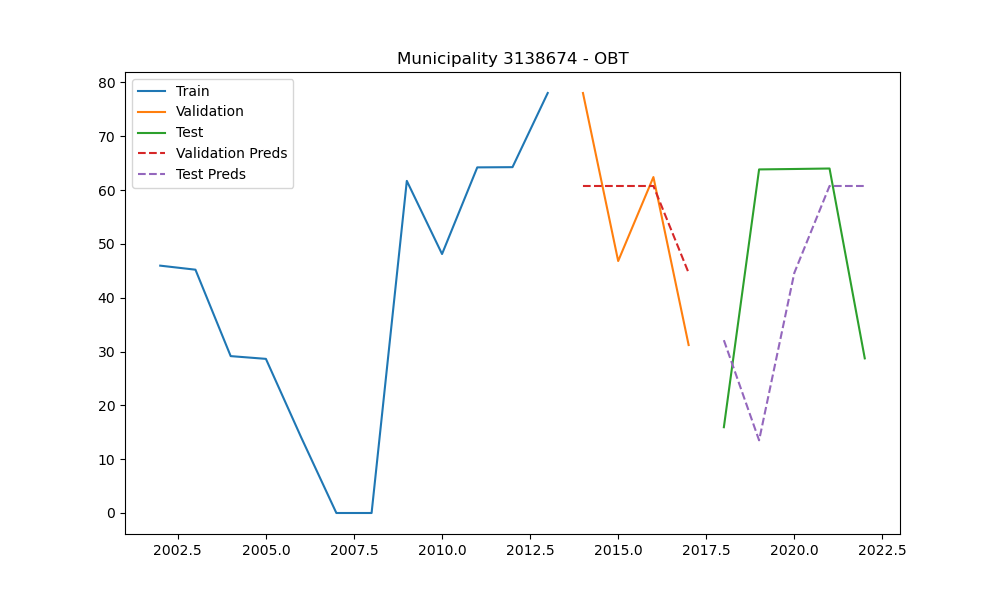 Municipality 3138674 - OBT
Train
Validation
Test
Validation Preds
Test Preds
80
70
60
50
40
30
20
10
0
2002.5 2005.0 2007.5 2010.0 2012.5 2015.0 2017.5 2020.0 2022.5